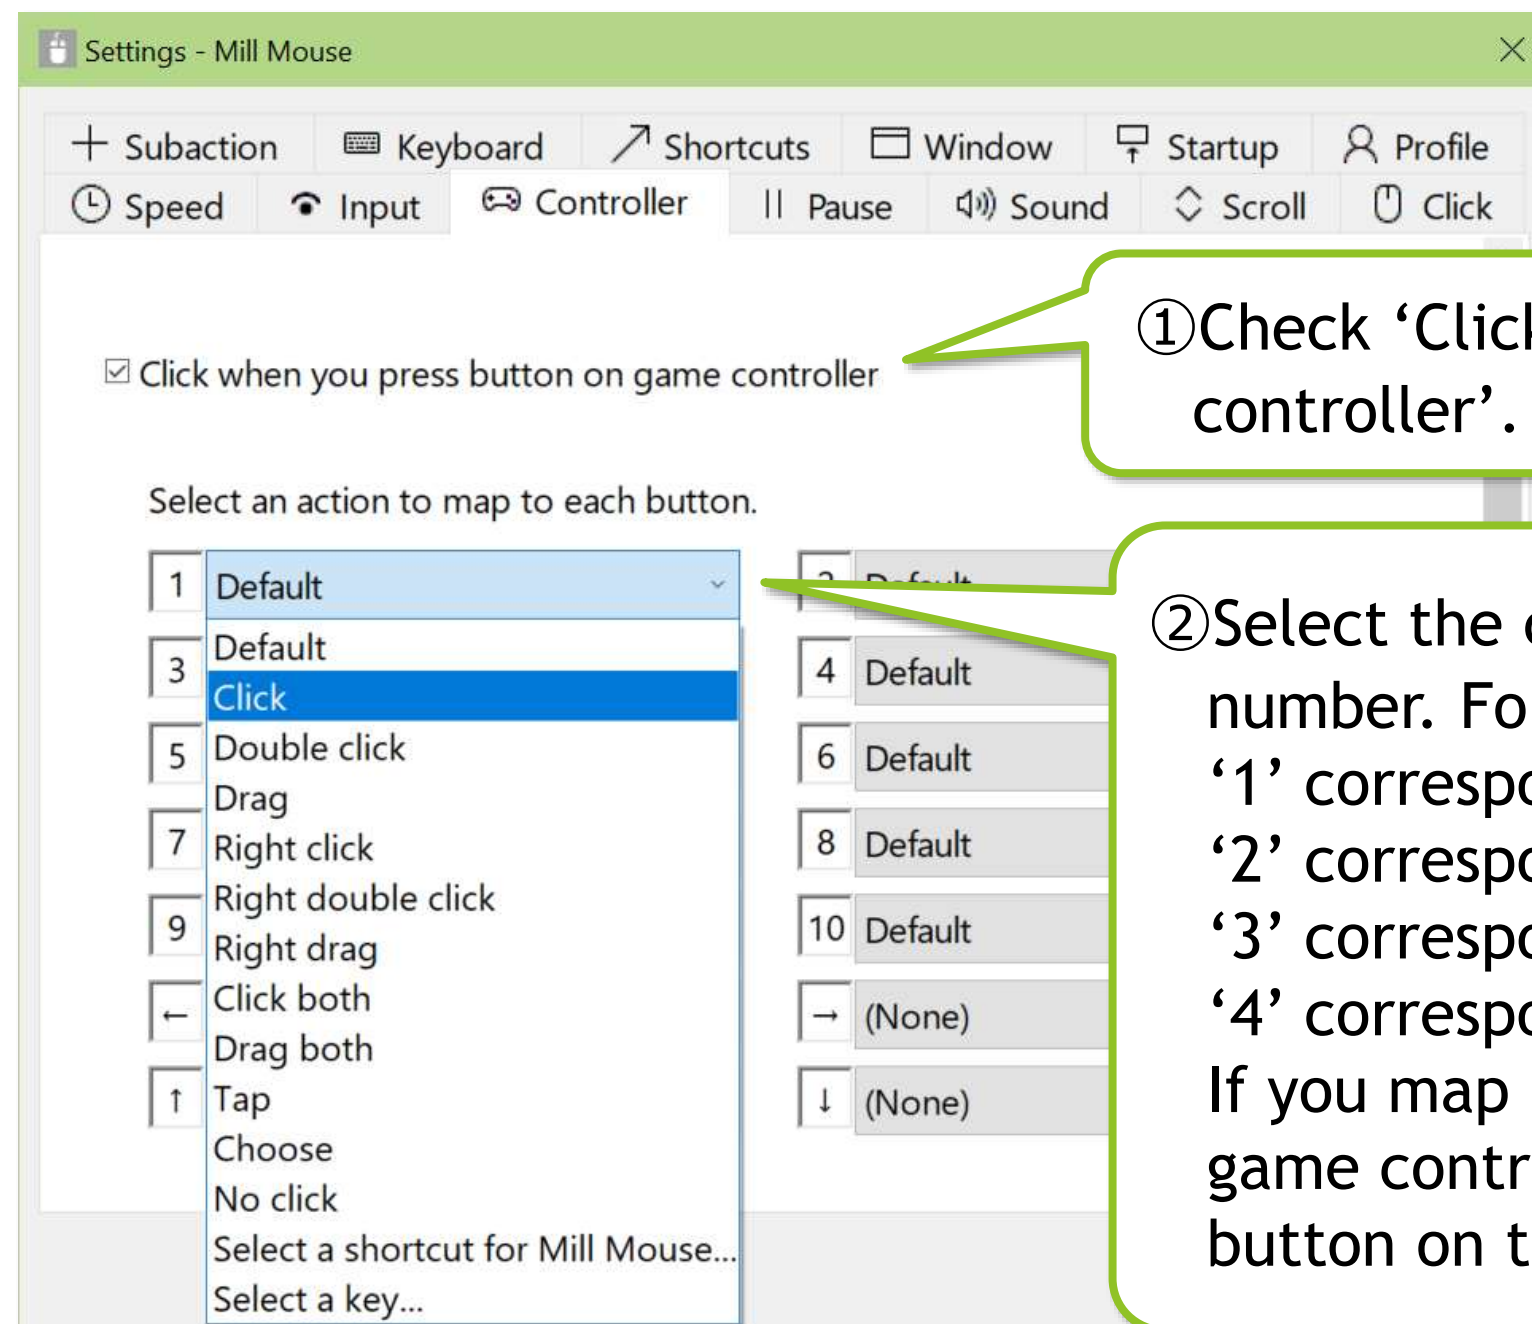 Settings - Mill Mouse
Subaction Keyboard Shortcuts Window Startup Profile
Speed Input Controller Pause Sound Scroll Click
Click when you press button on game controller
①Check ‘Click
controller’.
Select an action to map to each button.
1 Default
2 Default
3
4 Default
5
6 Default
7
8 Default
9
10 Default
←
→ (None)
↑
↓ (None)
Default
Click
Double click
Drag
Right click
Right double click
Right drag
Click both
Drag both
Tap
Choose
No click
Select a shortcut for Mill Mouse...
Select a key...
②Select the
number. Fo
‘1’ correspo
‘2’ correspo
‘3’ correspo
‘4’ correspo
If you map
game contr
button on t